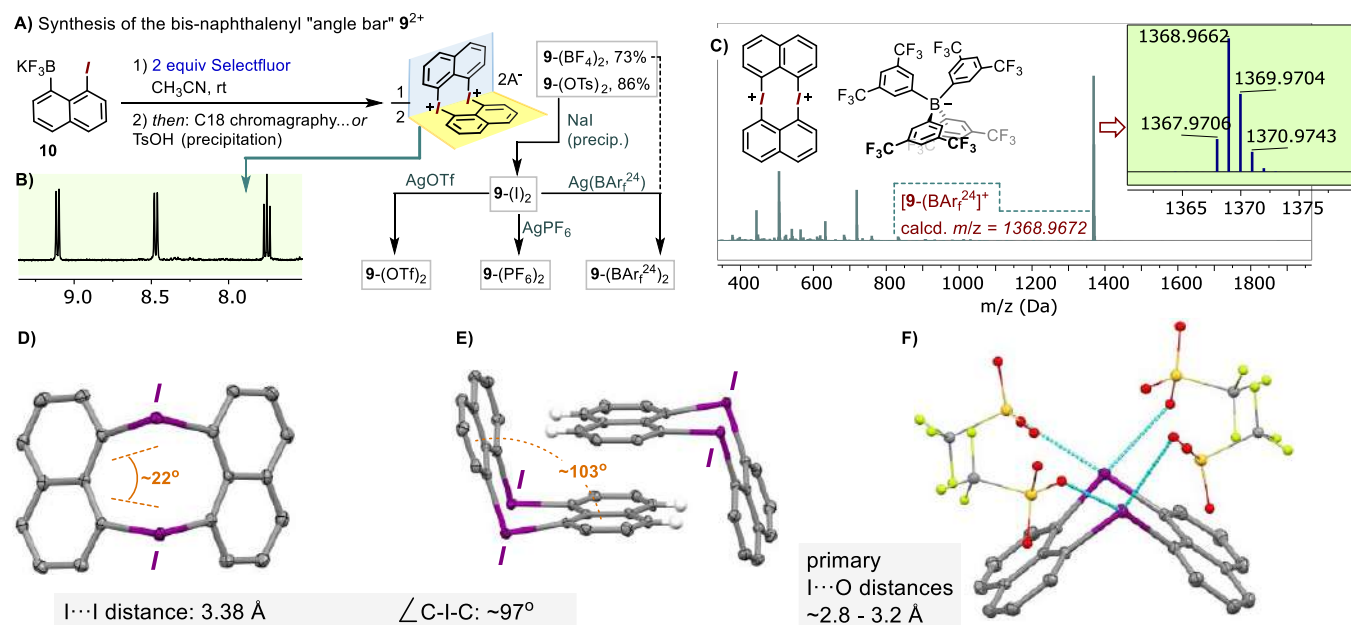 A) Synthesis of the bis-naphthalenyl "angle bar" 9²⁺
KF₃B
I
10
1) 2 equiv Selectfluor
CH₃CN, rt
2) then: C18 chromagraphy...or
TsOH (precipitation)
1
2
I
+
I
+
2A⁻
9-(BF₄)₂, 73%
9-(OTs)₂, 86%
NaI
(precip.)
AgOTf
9-(I)₂
Ag(BArf²⁴)
AgPF₆
9-(OTf)₂
9-(PF₆)₂
9-(BArf²⁴)₂
B)
9.0
8.5
8.0
C)
+
I
I
+
CF₃
F₃C
CF₃
CF₃
F₃C
B⁻
CF₃
F₃C
F₃C
CF₃
[9-(BArf²⁴]⁺
calcd. m/z = 1368.9672
1368.9662
1369.9704
1367.9706
1370.9743
1365
1370
1375
400
600
800
1000
1200
1400
1600
1800
m/z (Da)
D)
I
~22°
I
I···I distance: 3.38 Å
∠C-I-C: ~97°
E)
I
I
~103°
I
I
F)
primary
I···O distances
~2.8 - 3.2 Å